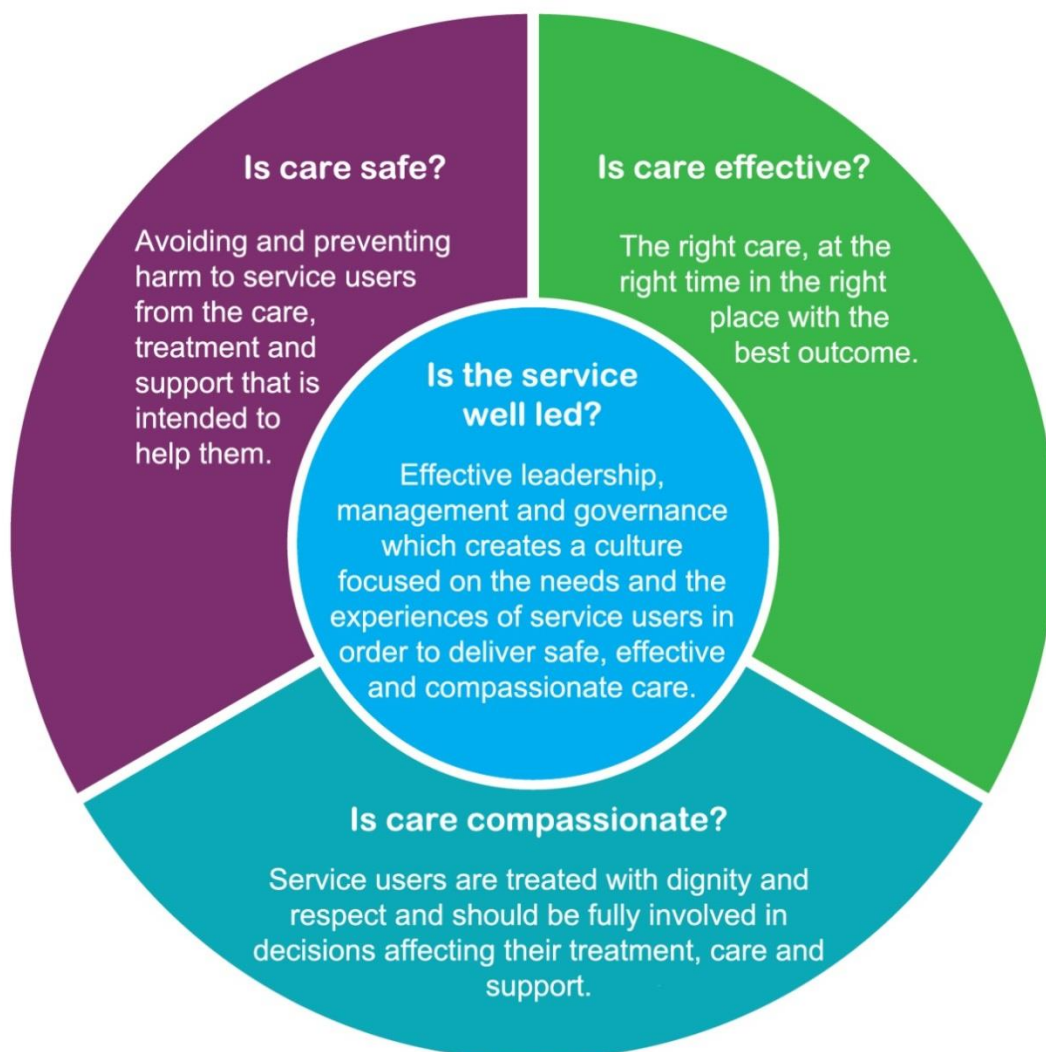 Is care safe?
Avoiding and preventing
harm to service users
from the care,
treatment and
support that is
intended to
help them.
Is care effective?
The right care, at the
right time in the right
place with the
best outcome.
Is the service
well led?
Effective leadership,
management and governance
which creates a culture
focused on the needs and the
experiences of service users in
order to deliver safe, effective
and compassionate care.
Is care compassionate?
Service users are treated with dignity and
respect and should be fully involved in
decisions affecting their treatment, care and
support.